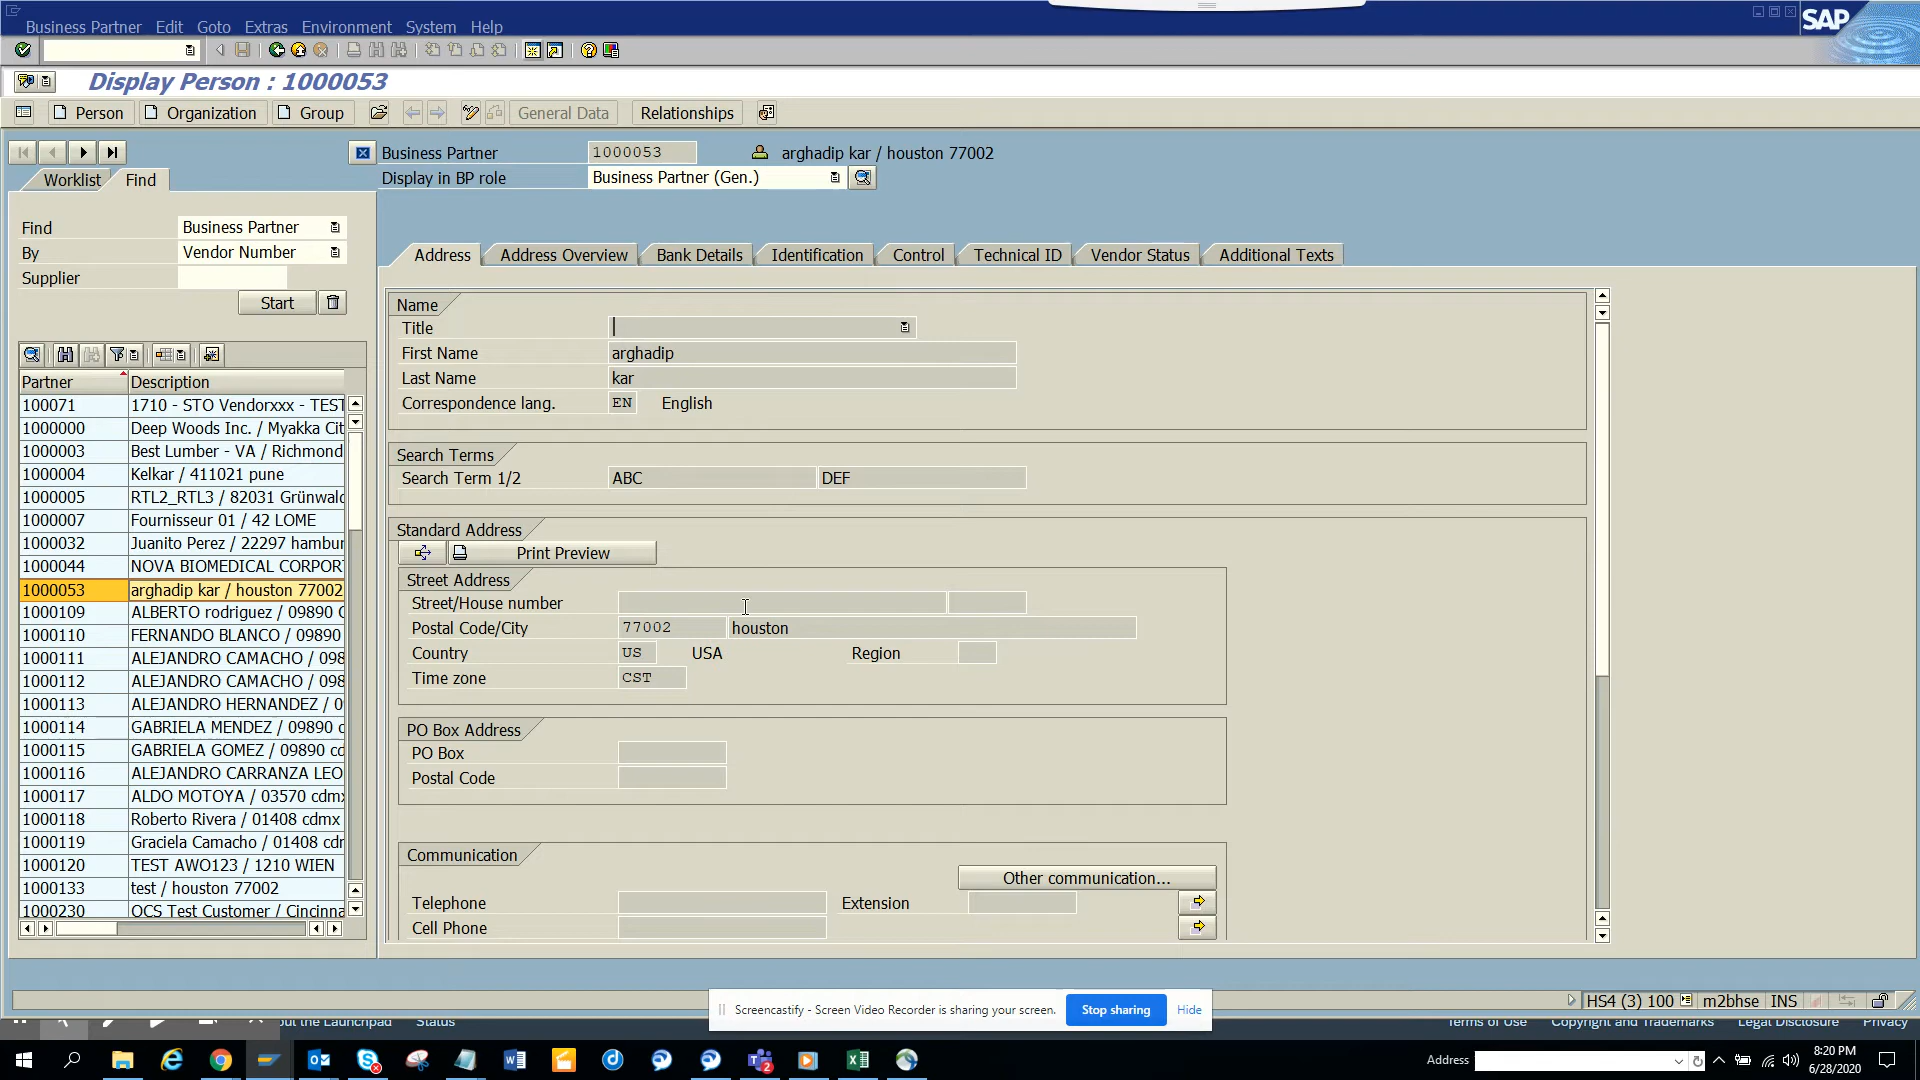 Business Partner Edit Goto Extras Environment System Help
SAP
Display Person : 1000053
Person Organization Group General Data Relationships
Business Partner 1000053 arghadip kar / houston 77002
Display in BP role Business Partner (Gen.)
Worklist Find
Find Business Partner
By Vendor Number
Supplier
Start
Partner Description
100071 1710 - STO Vendorxxx - TEST
1000000 Deep Woods Inc. / Myakka Cit
1000003 Best Lumber - VA / Richmond
1000004 Kelkar / 411021 pune
1000005 RTL2_RTL3 / 82031 Grünwald
1000007 Fournisseur 01 / 42 LOME
1000032 Juanito Perez / 22297 hambur
1000044 NOVA BIOMEDICAL CORPOR
1000053 arghadip kar / houston 77002
1000109 ALBERTO rodriguez / 09890 C
1000110 FERNANDO BLANCO / 09890
1000111 ALEJANDRO CAMACHO / 098
1000112 ALEJANDRO CAMACHO / 098
1000113 ALEJANDRO HERNANDEZ / 0
1000114 GABRIELA MENDEZ / 09890 c
1000115 GABRIELA GOMEZ / 09890 cd
1000116 ALEJANDRO CARRANZA LEO
1000117 ALDO MOTOYA / 03570 cdmx
1000118 Roberto Rivera / 01408 cdmx
1000119 Graciela Camacho / 01408 cdm
1000120 TEST AWO123 / 1210 WIEN
1000133 test / houston 77002
1000230 OCS Test Customer / Cincinna
Address Address Overview Bank Details Identification Control Technical ID Vendor Status Additional Texts
Name
Title
First Name arghadip
Last Name kar
Correspondence lang. EN English
Search Terms
Search Term 1/2 ABC DEF
Standard Address
Print Preview
Street Address
Street/House number
Postal Code/City 77002 houston
Country US USA Region
Time zone CST
PO Box Address
PO Box
Postal Code
Communication
Other communication...
Telephone Extension
Cell Phone
HS4 (3) 100 m2bhse INS
Screencastify - Screen Video Recorder is sharing your screen. Stop sharing Hide
out the Launchpad Status Terms of Use Copyright and Trademarks Legal Disclosure Privacy
Address
8:20 PM
6/28/2020